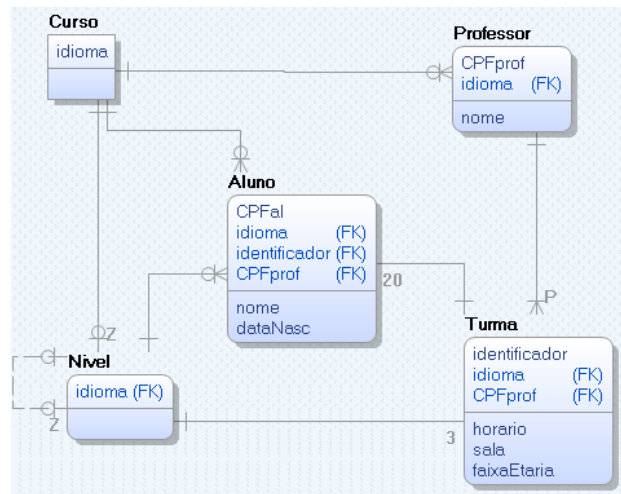 Curso
idioma
Professor
CPFprof
idioma (FK)
nome
Aluno
CPFal
idioma (FK)
identificador (FK)
CPFprof (FK)
nome
dataNasc
20
P
Turma
identificador
idioma (FK)
CPFprof (FK)
horario
sala
faixaEtaria
Z
Nivel
idioma (FK)
Z
3